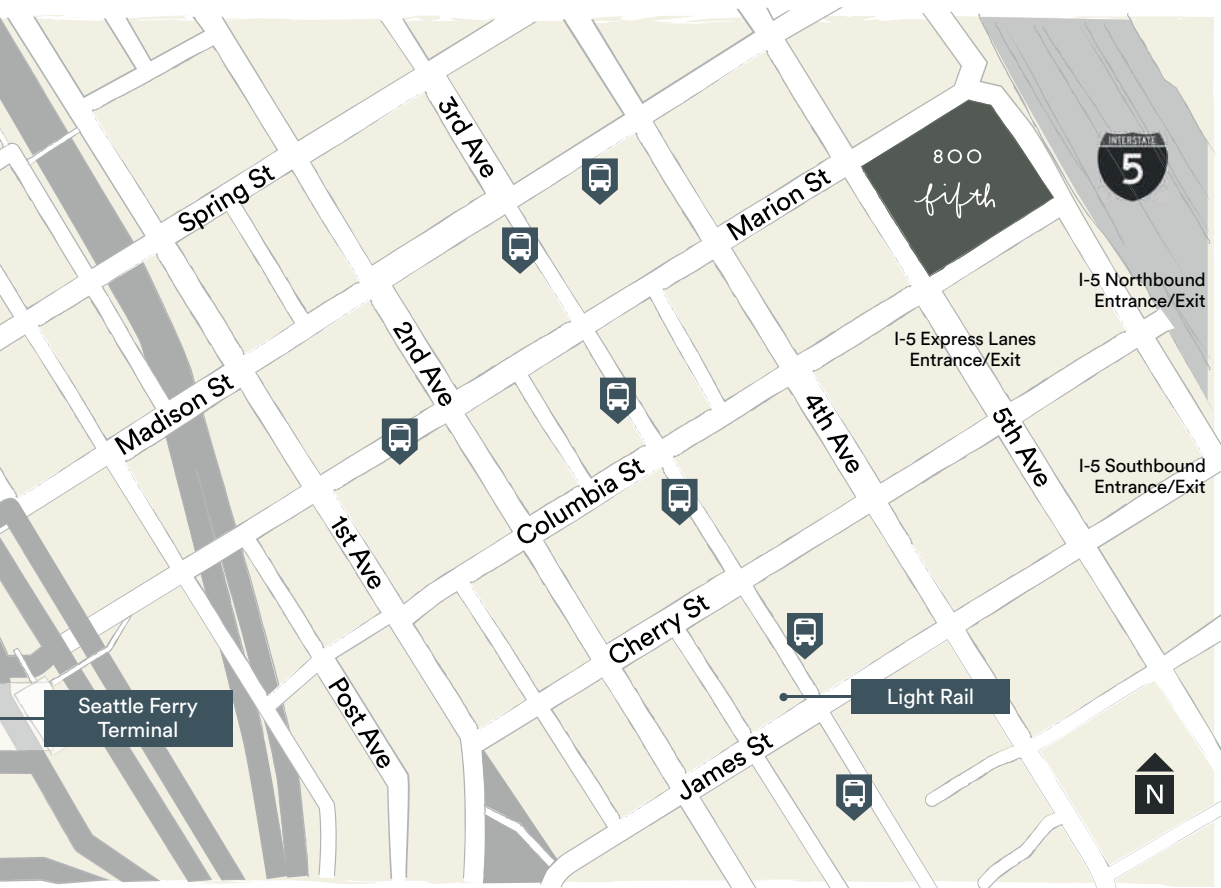 3rd Ave
Spring St
800
fifth
INTERSTATE
5
Marion St
I-5 Northbound
Entrance/Exit
2nd Ave
I-5 Express Lanes
Entrance/Exit
Madison St
4th Ave
5th Ave
I-5 Southbound
Entrance/Exit
Columbia St
1st Ave
Cherry St
Post Ave
Seattle Ferry
Terminal
Light Rail
James St
N